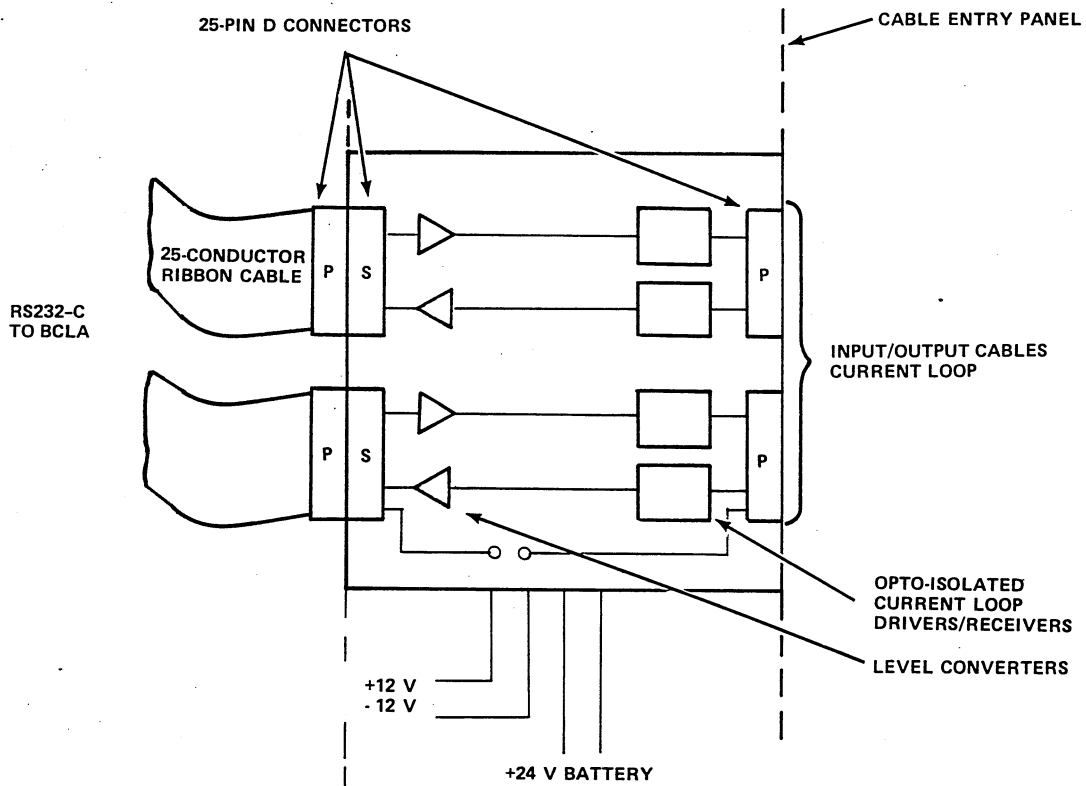 25-PIN D CONNECTORS
CABLE ENTRY PANEL
25-CONDUCTOR
RIBBON CABLE
P
S
P
RS232-C
TO BCLA
INPUT/OUTPUT CABLES
CURRENT LOOP
P
S
P
OPTO-ISOLATED
CURRENT LOOP
DRIVERS/RECEIVERS
LEVEL CONVERTERS
+12 V
- 12 V
+24 V BATTERY